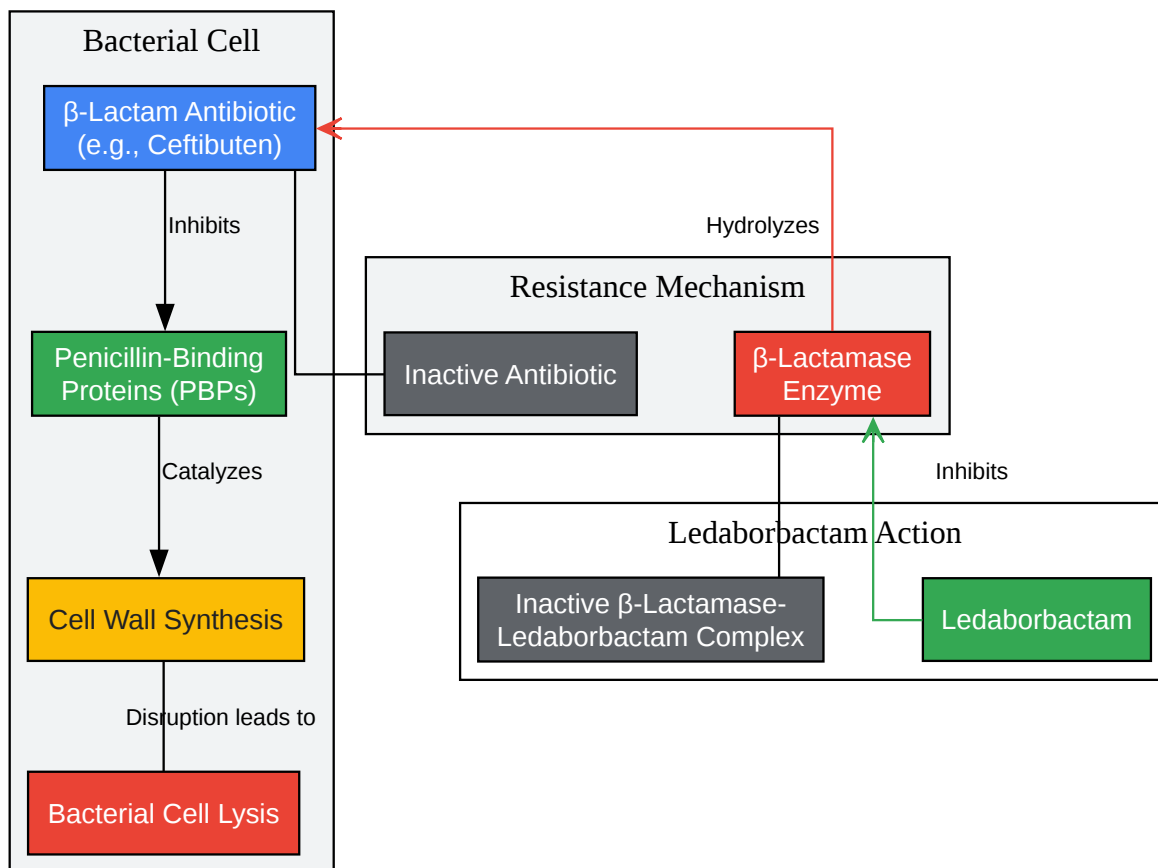 Bacterial Cell
β-Lactam Antibiotic
(e.g., Ceftibuten)
Inhibits
Penicillin-Binding
Proteins (PBPs)
Catalyzes
Cell Wall Synthesis
Disruption leads to
Bacterial Cell Lysis
Hydrolyzes
Resistance Mechanism
Inactive Antibiotic
β-Lactamase
Enzyme
Inhibits
Ledaborbactam Action
Inactive β-Lactamase-
Ledaborbactam Complex
Ledaborbactam